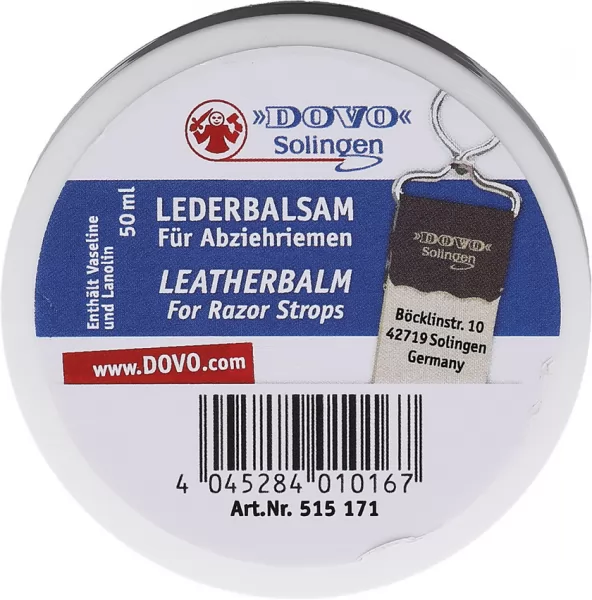 »DOVO«
Solingen
50 ml
Enthält Vaseline
und Lanolin
LEDERBALSAM
Für Abziehriemen
LEATHERBALM
For Razor Strops
»DOVO«
Solingen
Böcklinstr. 10
42719 Solingen
Germany
www.DOVO.com
4 045284 010167
Art.Nr. 515 171